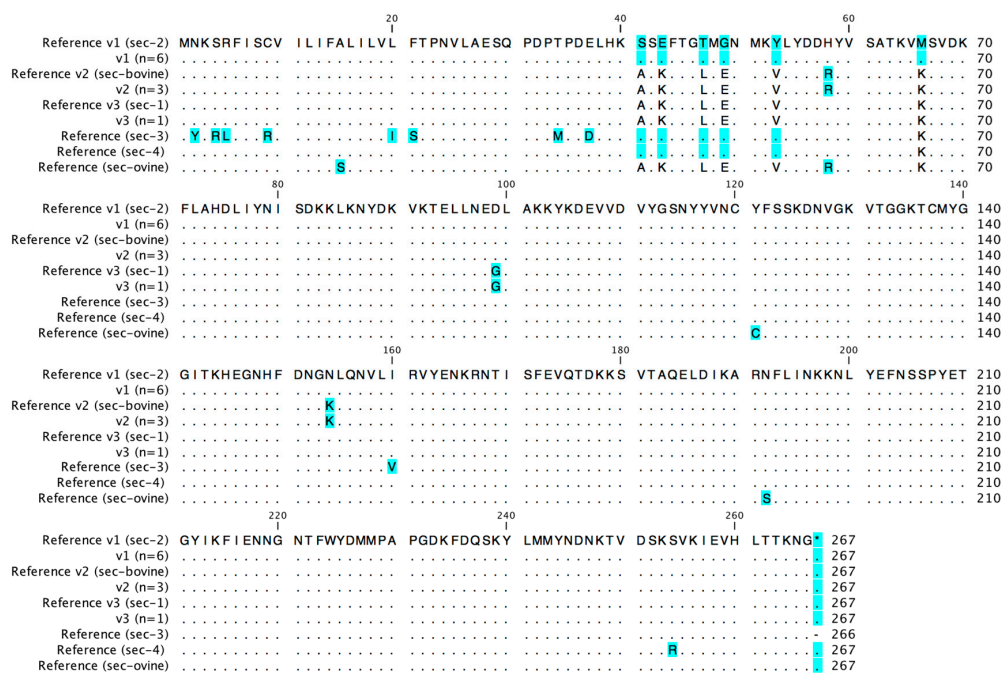 20 40 60
Reference v1 (sec-2) MNKSRFISCV ILIFALILVL FTPNVLAESQ PDPTPDELHK SSEFTGTMGN MKYLYDDHYV SATKVMSVDK 70
v1 (n=6) .......... .......... .......... .......... .......... .......... .......... 70
Reference v2 (sec-bovine) .......... .......... .......... .......... A.K...L.E. ..V....R.. .....K.... 70
v2 (n=3) .......... .......... .......... .......... A.K...L.E. ..V....R.. .....K.... 70
Reference v3 (sec-1) .......... .......... .......... .......... A.K...L.E. ..V....... .....K.... 70
v3 (n=1) .......... .......... .......... .......... A.K...L.E. ..V....... .....K.... 70
Reference (sec-3) .Y.RL...R. .........I S......... ...M..D... .......... .......... .......... 70
Reference (sec-4) .......... .......... .......... .......... .......... .......... .....K.... 70
Reference (sec-ovine) .......... ....S..... .......... .......... A.K...L.E. ..V....R.. .....K.... 70
80 100 120 140
Reference v1 (sec-2) FLAHDLIYNI SDKKLKNYDK VKTELLNEDL AKKYKDEVVD VYGSNYYVNC YFSSKDNVGK VTGGKTCMYG 140
v1 (n=6) .......... .......... .......... .......... .......... .......... .......... 140
Reference v2 (sec-bovine) .......... .......... .......... .......... .......... .......... .......... 140
v2 (n=3) .......... .......... .......... .......... .......... .......... .......... 140
Reference v3 (sec-1) .......... .......... ........G. .......... .......... .......... .......... 140
v3 (n=1) .......... .......... ........G. .......... .......... .......... .......... 140
Reference (sec-3) .......... .......... .......... .......... .......... .......... .......... 140
Reference (sec-4) .......... .......... .......... .......... .......... .......... .......... 140
Reference (sec-ovine) .......... .......... .......... .......... .......... C......... .......... 140
160 180 200
Reference v1 (sec-2) GITKHEGNHF DNGNLQNVLI RVYENKRNTI SFEVQTDKKS VTAQELDIKA RNFLINKKNL YEFNSSPYET 210
v1 (n=6) .......... .......... .......... .......... .......... .......... .......... 210
Reference v2 (sec-bovine) .......... ...K...... .......... .......... .......... .......... .......... 210
v2 (n=3) .......... ...K...... .......... .......... .......... .......... .......... 210
Reference v3 (sec-1) .......... .......... .......... .......... .......... .......... .......... 210
v3 (n=1) .......... .......... .......... .......... .......... .......... .......... 210
Reference (sec-3) .......... .........V .......... .......... .......... .......... .......... 210
Reference (sec-4) .......... .......... .......... .......... .......... .......... .......... 210
Reference (sec-ovine) .......... .......... .......... .......... .......... .S........ .......... 210
220 240 260
Reference v1 (sec-2) GYIKFIENNG NTFWYDMMPA PGDKFDQSKY LMMYNDNKTV DSKSVKIEVH LTTKNG* 267
v1 (n=6) .......... .......... .......... .......... .......... ....... 267
Reference v2 (sec-bovine) .......... .......... .......... .......... .......... ....... 267
v2 (n=3) .......... .......... .......... .......... .......... ....... 267
Reference v3 (sec-1) .......... .......... .......... .......... .......... ....... 267
v3 (n=1) .......... .......... .......... .......... .......... ....... 267
Reference (sec-3) .......... .......... .......... .......... .......... ......- 266
Reference (sec-4) .......... .......... .......... .......... ...R...... ....... 267
Reference (sec-ovine) .......... .......... .......... .......... .......... ....... 267